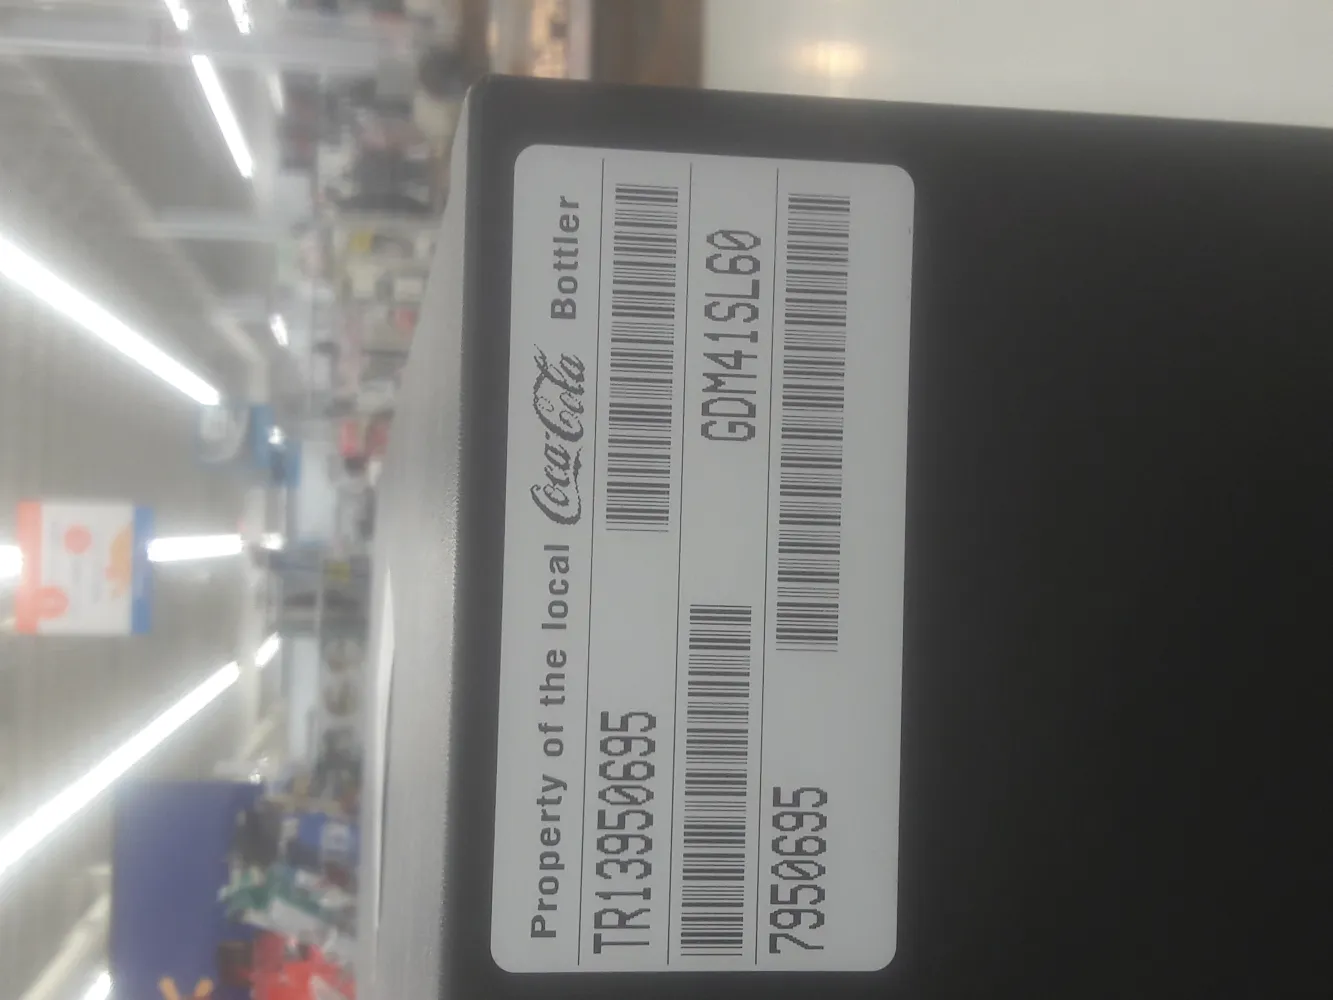 Property of the local Coca-Cola Bottler
TR13950695
GDM41SL60
7950695